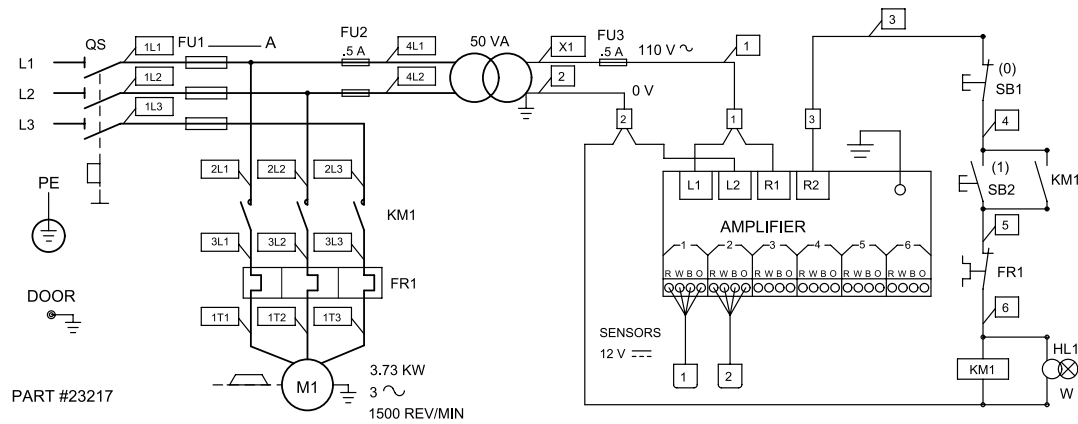 QS
1L1
FU1
A
FU2
.5 A
4L1
50 VA
X1
FU3
.5 A
110 V
1
3
L1
L2
1L2
4L2
2
0 V
L3
1L3
(0)
SB1
2
1
3
4
PE
2L1
2L2
2L3
KM1
L1
L2
R1
R2
(1)
SB2
KM1
AMPLIFIER
5
3L1
3L2
3L3
1 2 3 4 5 6
FR1
R W B O R W B O R W B O R W B O R W B O R W B O
FR1
DOOR
6
1T1
1T2
1T3
SENSORS
12 V
HL1
1
2
KM1
W
M1
3.73 KW
3
1500 REV/MIN
PART #23217